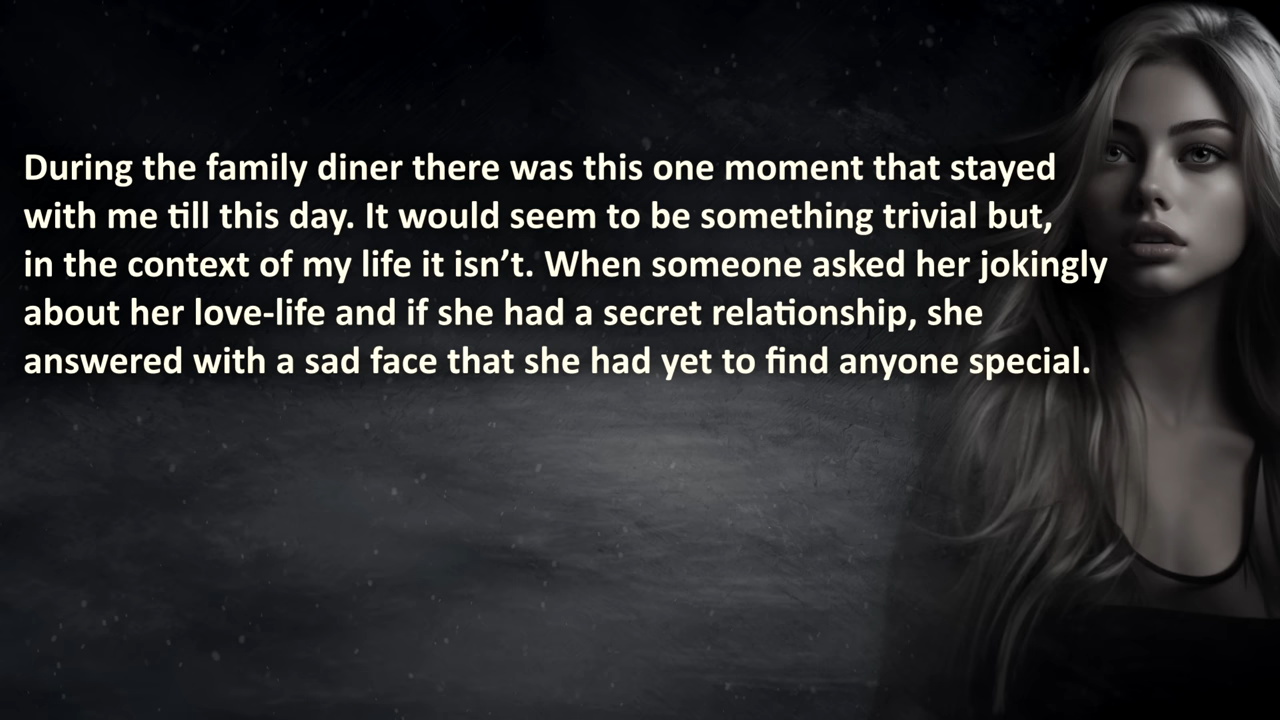 During the family diner there was this one moment that stayed
with me till this day. It would seem to be something trivial but,
in the context of my life it isn’t. When someone asked her jokingly
about her love-life and if she had a secret relationship, she
answered with a sad face that she had yet to find anyone special.